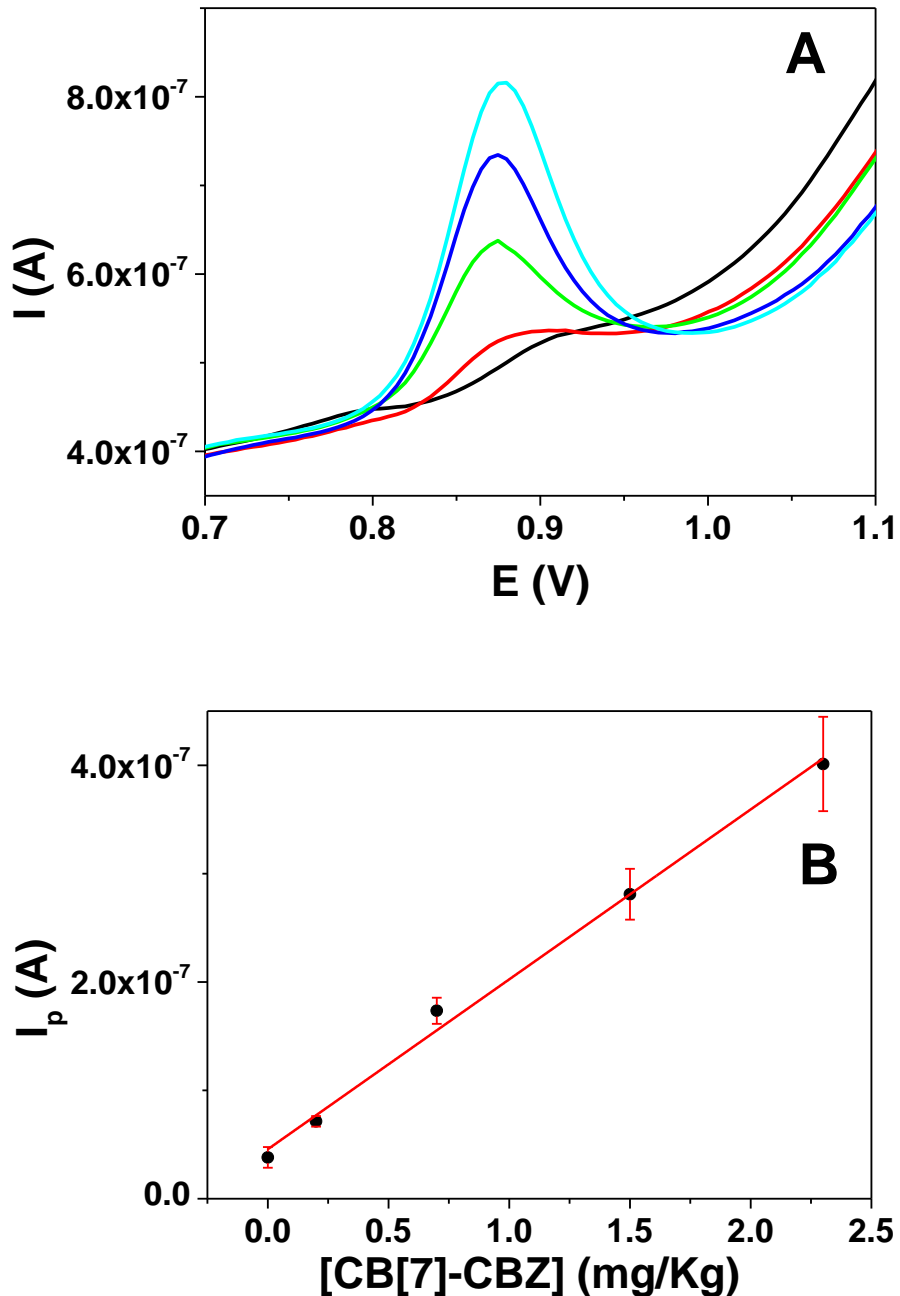 A
8.0x10⁻⁷
6.0x10⁻⁷
4.0x10⁻⁷
I (A)
0.7 0.8 0.9 1.0 1.1
E (V)
B
4.0x10⁻⁷
2.0x10⁻⁷
0.0
Iₚ (A)
0.0 0.5 1.0 1.5 2.0 2.5
[CB[7]-CBZ] (mg/Kg)